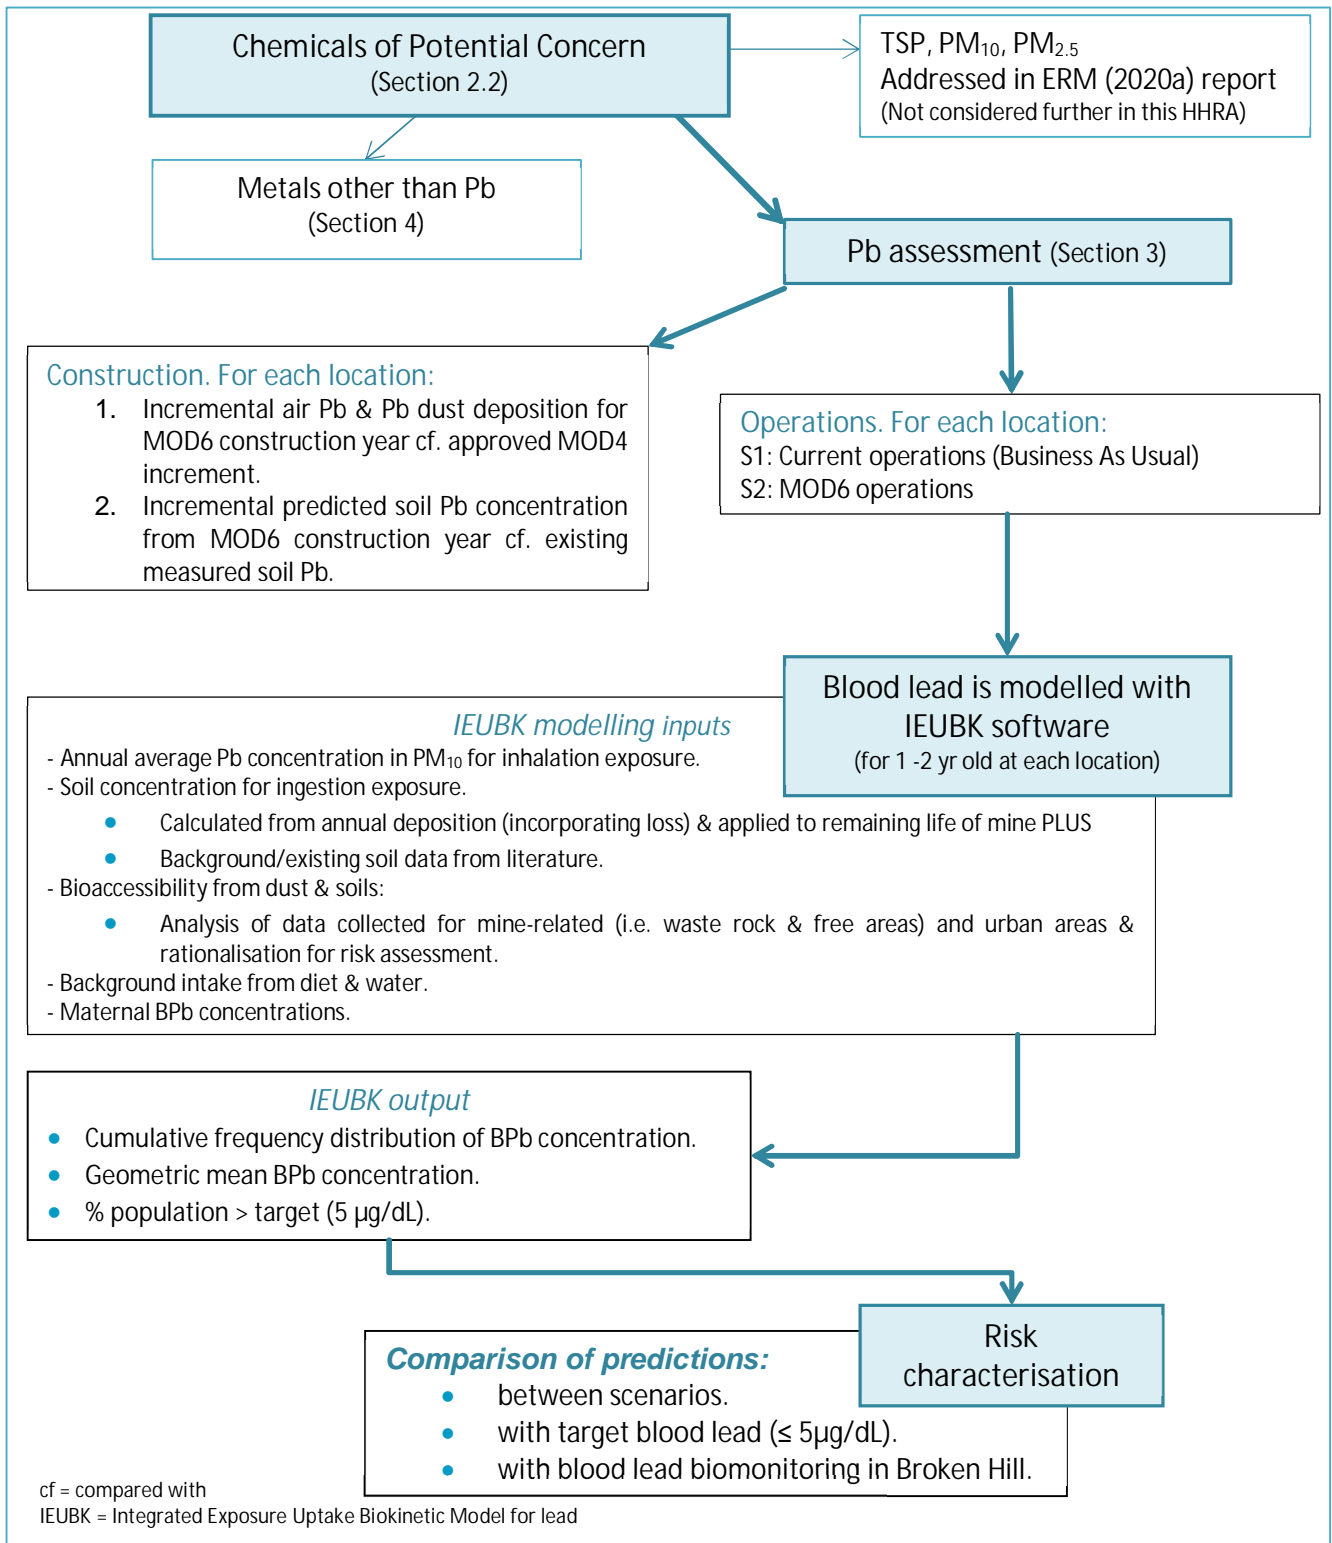 Chemicals of Potential Concern
(Section 2.2)
TSP, PM10, PM2.5
Addressed in ERM (2020a) report
(Not considered further in this HHRA)
Metals other than Pb
(Section 4)
Pb assessment (Section 3)
Construction. For each location:
1. Incremental air Pb & Pb dust deposition for
MOD6 construction year cf. approved MOD4
increment.
2. Incremental predicted soil Pb concentration
from MOD6 construction year cf. existing
measured soil Pb.
Operations. For each location:
S1: Current operations (Business As Usual)
S2: MOD6 operations
Blood lead is modelled with
IEUBK software
(for 1 -2 yr old at each location)
IEUBK modelling inputs
- Annual average Pb concentration in PM10 for inhalation exposure.
- Soil concentration for ingestion exposure.
• Calculated from annual deposition (incorporating loss) & applied to remaining life of mine PLUS
• Background/existing soil data from literature.
- Bioaccessibility from dust & soils:
• Analysis of data collected for mine-related (i.e. waste rock & free areas) and urban areas &
rationalisation for risk assessment.
- Background intake from diet & water.
- Maternal BPb concentrations.
IEUBK output
• Cumulative frequency distribution of BPb concentration.
• Geometric mean BPb concentration.
• % population > target (5 µg/dL).
Risk
characterisation
Comparison of predictions:
• between scenarios.
• with target blood lead (≤ 5µg/dL).
• with blood lead biomonitoring in Broken Hill.
cf = compared with
IEUBK = Integrated Exposure Uptake Biokinetic Model for lead